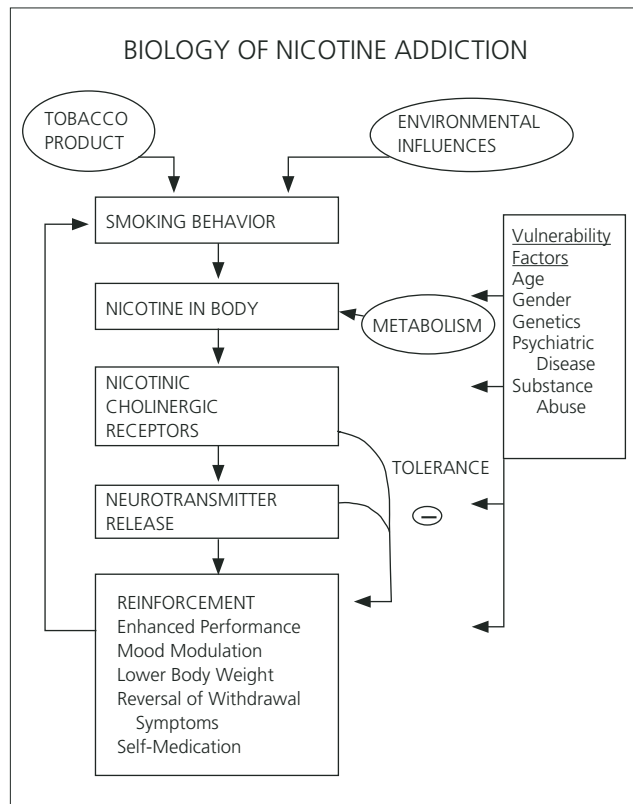 BIOLOGY OF NICOTINE ADDICTION
TOBACCO
PRODUCT
ENVIRONMENTAL
INFLUENCES
SMOKING BEHAVIOR
Vulnerability
Factors
Age
Gender
Genetics
Psychiatric
Disease
Substance
Abuse
NICOTINE IN BODY
METABOLISM
NICOTINIC
CHOLINERGIC
RECEPTORS
TOLERANCE
−
NEUROTRANSMITTER
RELEASE
REINFORCEMENT
Enhanced Performance
Mood Modulation
Lower Body Weight
Reversal of Withdrawal
Symptoms
Self-Medication